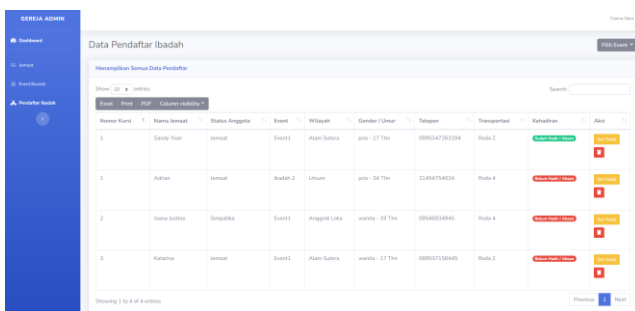 GEREJA ADMIN
Dashboard
Jemaat
Event Ibadah
Pendaftar Ibadah
Data Pendaftar Ibadah
Pilih Event
Menampilkan Semua Data Pendaftar
Show 10 entries
Search:
Excel Print PDF Column visibility
Nomor Kursi Nama Jemaat Status Anggota Event Wilayah Gender / Umur Telepon Transportasi Kehadiran Aksi
1 Sandy Yoan Jemaat Event1 Alam Sutera pria - 17 Thn 0895347263194 Roda 2 Sudah Hadir / Absen Set Hadir
1 Adrian Jemaat Ibadah 2 Umum pria - 34 Thn 21454754634 Roda 4 Belum Hadir / Absen Set Hadir
2 Simpatika Event1 Anggrek Loka wanita - 19 Thn 08546934945 Roda 4 Belum Hadir / Absen Set Hadir
3 Katarina Jemaat Event1 Alam Sutera wanita - 17 Thn 089537156445 Roda 2 Belum Hadir / Absen Set Hadir
Showing 1 to 4 of 4 entries
Previous 1 Next